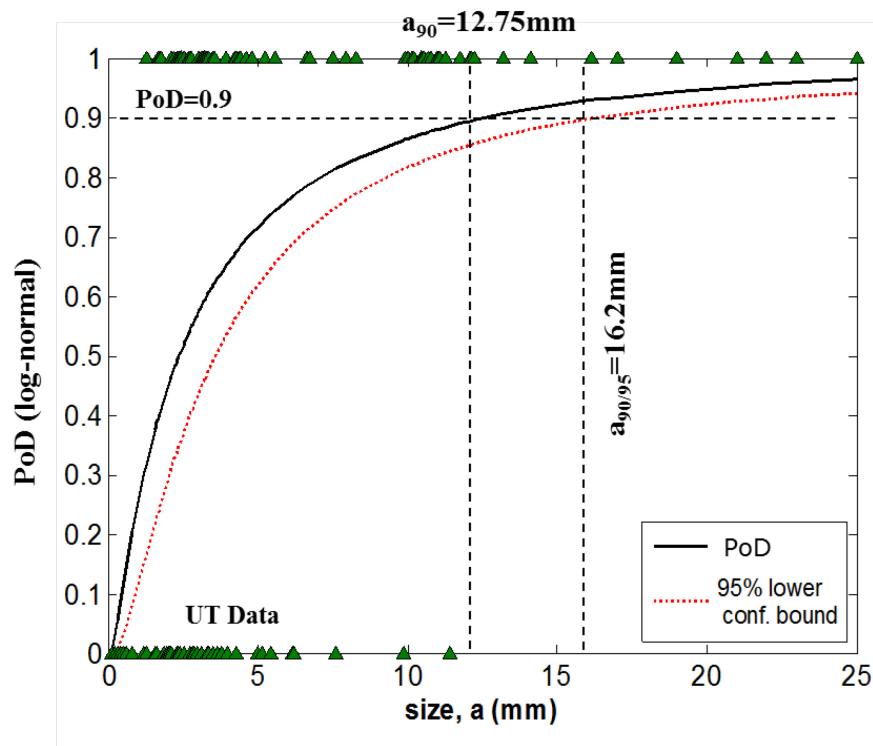 a90=12.75mm
PoD=0.9
1
0.9
0.8
0.7
0.6
0.5
0.4
0.3
0.2
0.1
0
PoD (log-normal)
a90/95=16.2mm
UT Data
PoD
95% lower
conf. bound
0 5 10 15 20 25
size, a (mm)